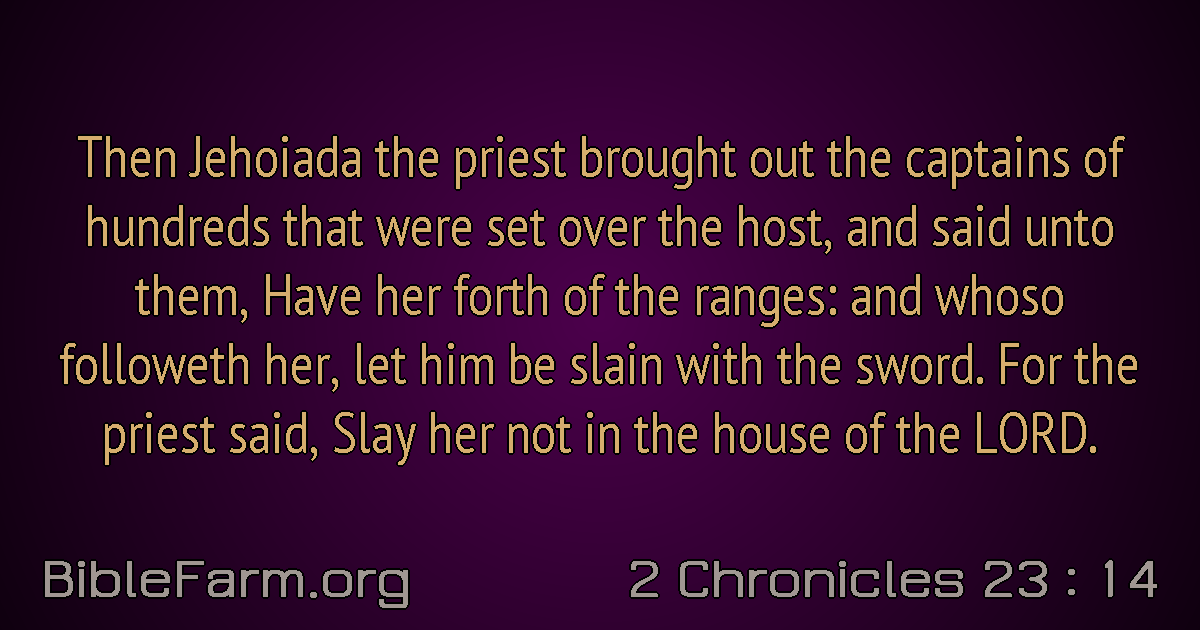 Then Jehoiada the priest brought out the captains of
hundreds that were set over the host, and said unto
them, Have her forth of the ranges: and whoso
followeth her, let him be slain with the sword. For the
priest said, Slay her not in the house of the LORD.
BibleFarm.org
2 Chronicles 23 : 14